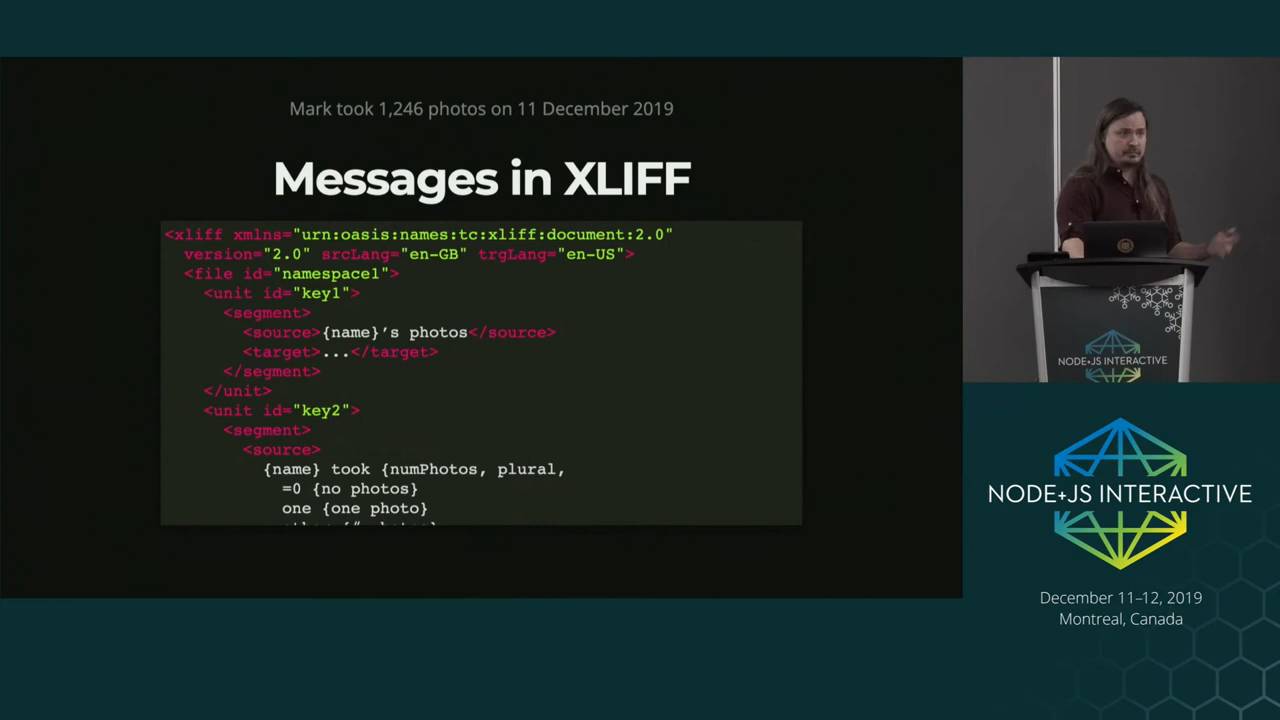 Mark took 1,246 photos on 11 December 2019
Messages in XLIFF
<xliff xmlns="urn:oasis:names:tc:xliff:document:2.0"
version="2.0" srcLang="en-GB" trgLang="en-US">
<file id="namespace1">
<unit id="key1">
<segment>
<source>{name}’s photos</source>
<target>...</target>
</segment>
</unit>
<unit id="key2">
<segment>
<source>
{name} took {numPhotos, plural,
=0 {no photos}
one {one photo}
NODE+JS INTERACTIVE
NODE+JS INTERACTIVE
December 11–12, 2019
Montreal, Canada